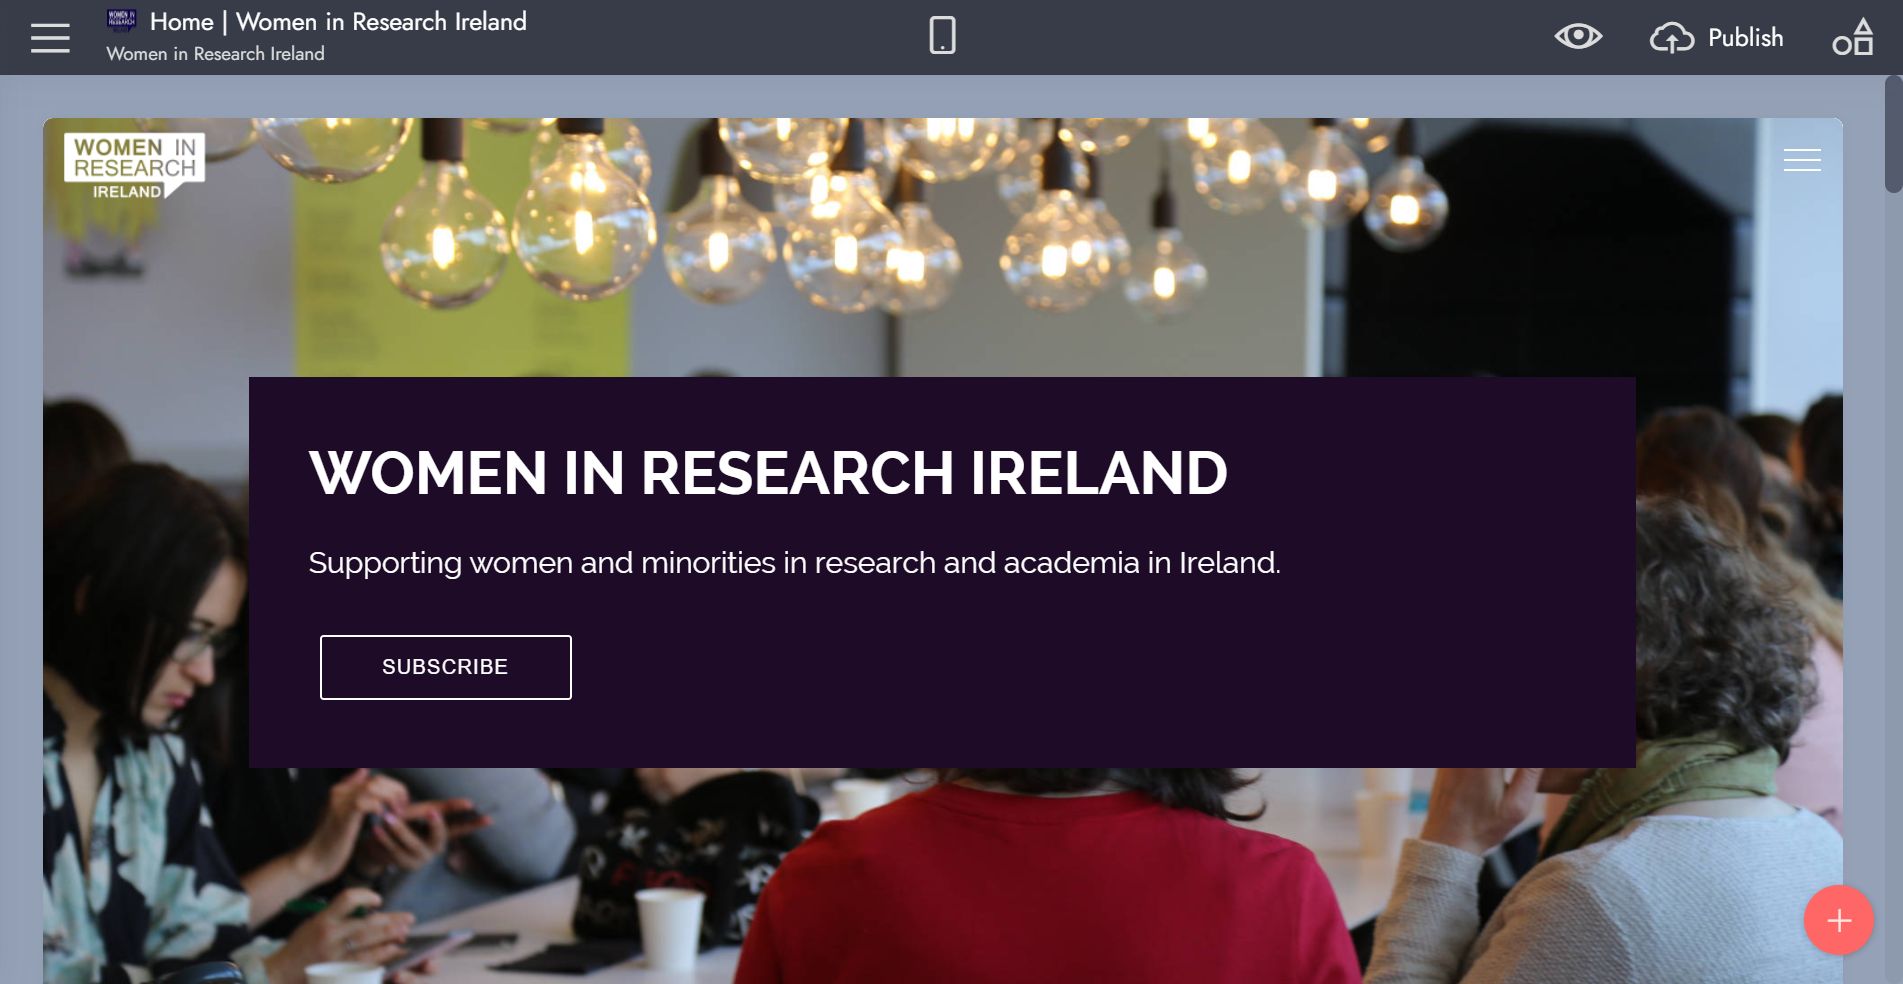 Home | Women in Research Ireland
Women in Research Ireland
Publish
WOMEN IN
RESEARCH
IRELAND
WOMEN IN RESEARCH IRELAND
Supporting women and minorities in research and academia in Ireland.
SUBSCRIBE